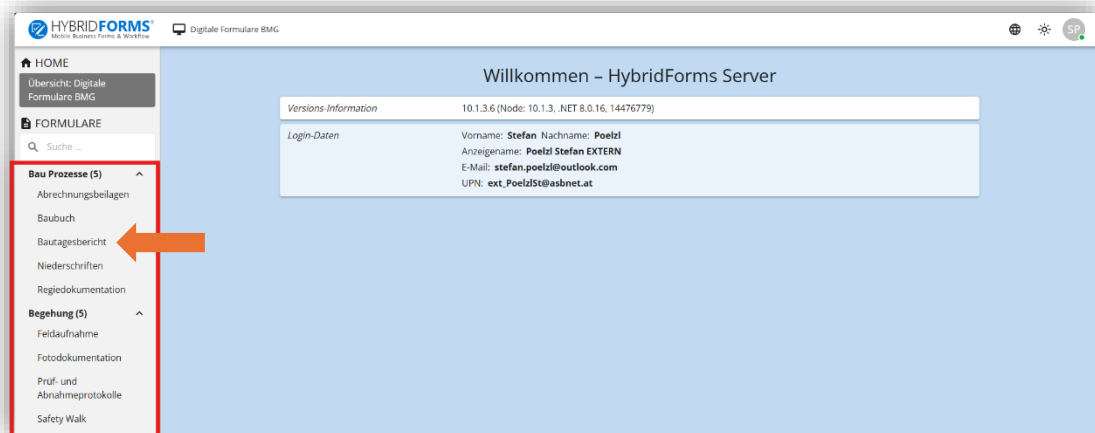 HYBRIDFORMS®
Mobile Business Forms & Workflow
Digitale Formulare BMG
SP
HOME
Übersicht: Digitale
Formulare BMG
FORMULARE
Suche ...
Bau Prozesse (5)
Abrechnungsbeilagen
Baubuch
Bautagesbericht
Niederschriften
Regiedokumentation
Begehung (5)
Feldaufnahme
Fotodokumentation
Prüf- und
Abnahmeprotokolle
Safety Walk
Willkommen – HybridForms Server
Versions-Information 10.1.3.6 (Node: 10.1.3, .NET 8.0.16, 14476779)
Login-Daten Vorname: Stefan Nachname: Poelzl
Anzeigename: Poelzl Stefan EXTERN
E-Mail: stefan.poelzl@outlook.com
UPN: ext_PoelzlSt@asbnet.at